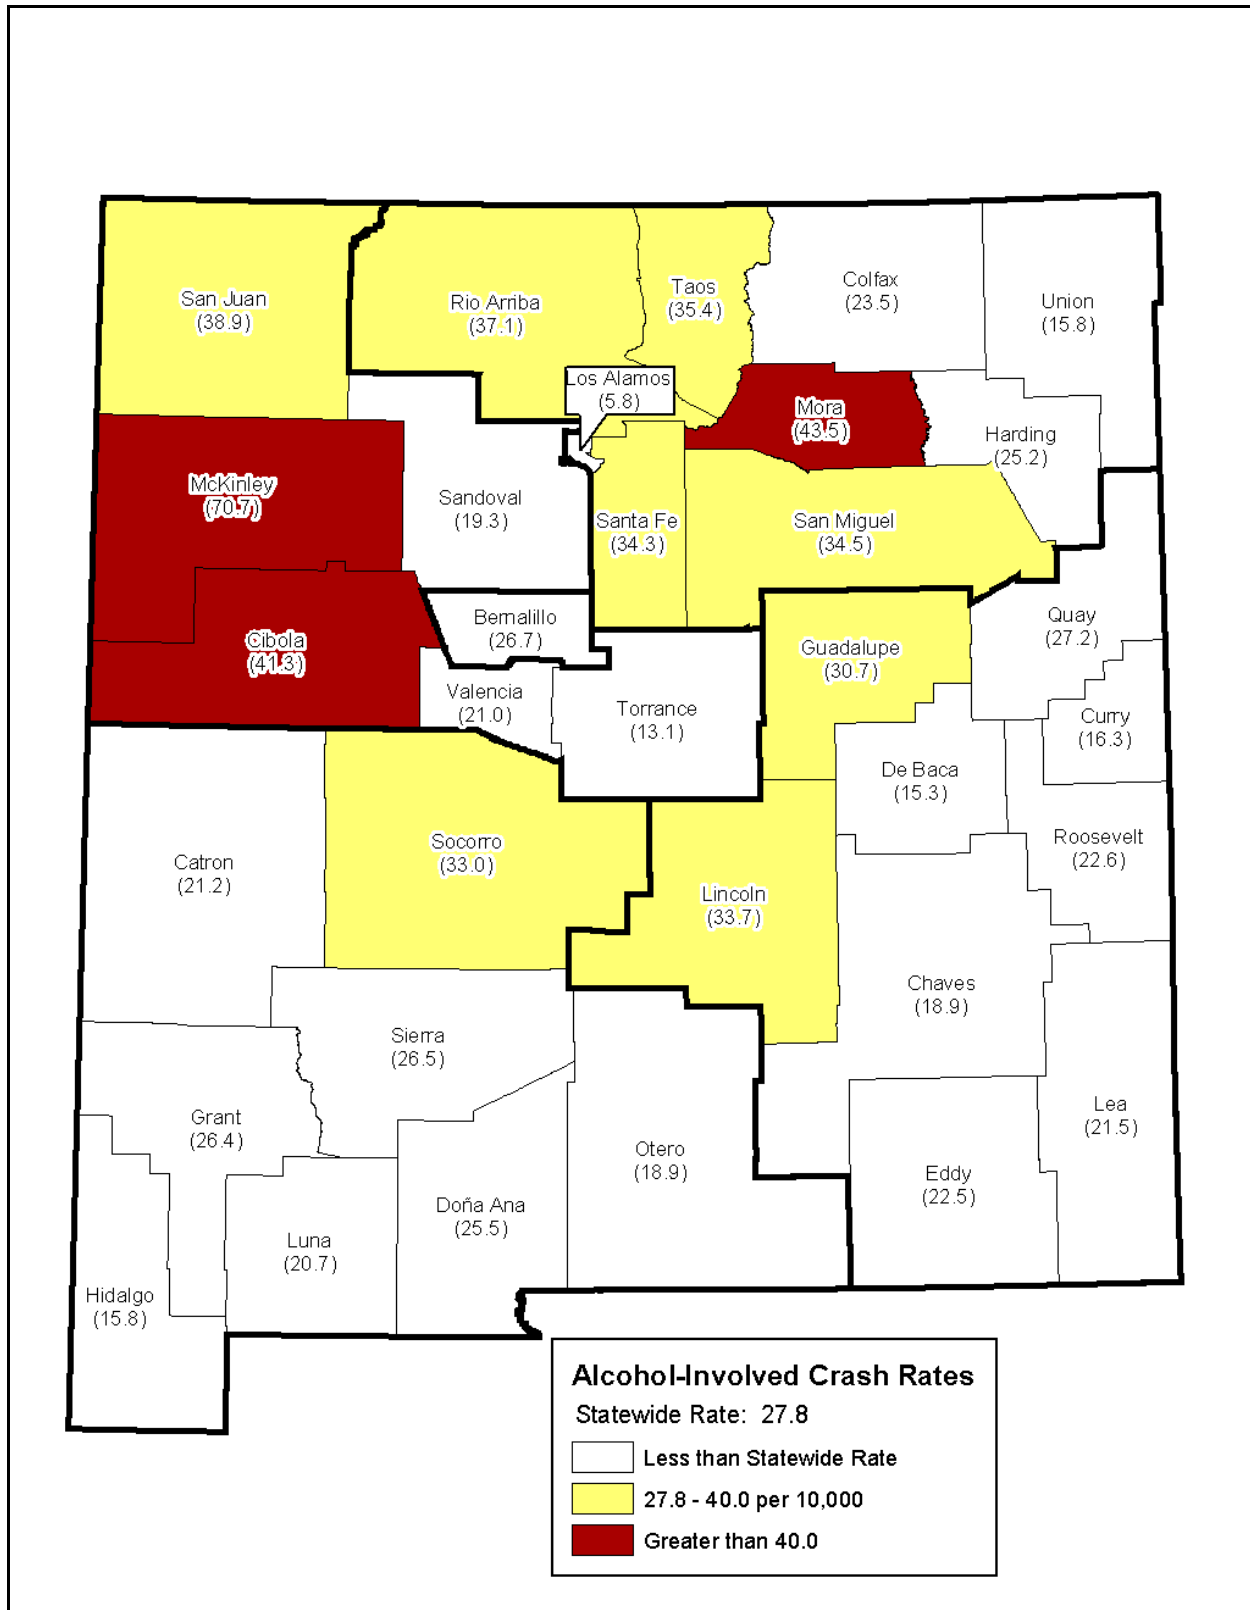 San Juan
(38.9)
Rio Arriba
(37.1)
Taos
(35.4)
Colfax
(23.5)
Union
(15.8)
Los Alamos
(5.8)
Mora
(43.5)
Harding
(25.2)
McKinley
(70.7)
Sandoval
(19.3)
Santa Fe
(34.3)
San Miguel
(34.5)
Cibola
(41.3)
Bernalillo
(26.7)
Quay
(27.2)
Guadalupe
(30.7)
Valencia
(21.0)
Torrance
(13.1)
Curry
(16.3)
De Baca
(15.3)
Catron
(21.2)
Socorro
(33.0)
Roosevelt
(22.6)
Lincoln
(33.7)
Chaves
(18.9)
Sierra
(26.5)
Grant
(26.4)
Lea
(21.5)
Otero
(18.9)
Eddy
(22.5)
Doña Ana
(25.5)
Luna
(20.7)
Hidalgo
(15.8)
Alcohol-Involved Crash Rates
Statewide Rate: 27.8
Less than Statewide Rate
27.8 - 40.0 per 10,000
Greater than 40.0